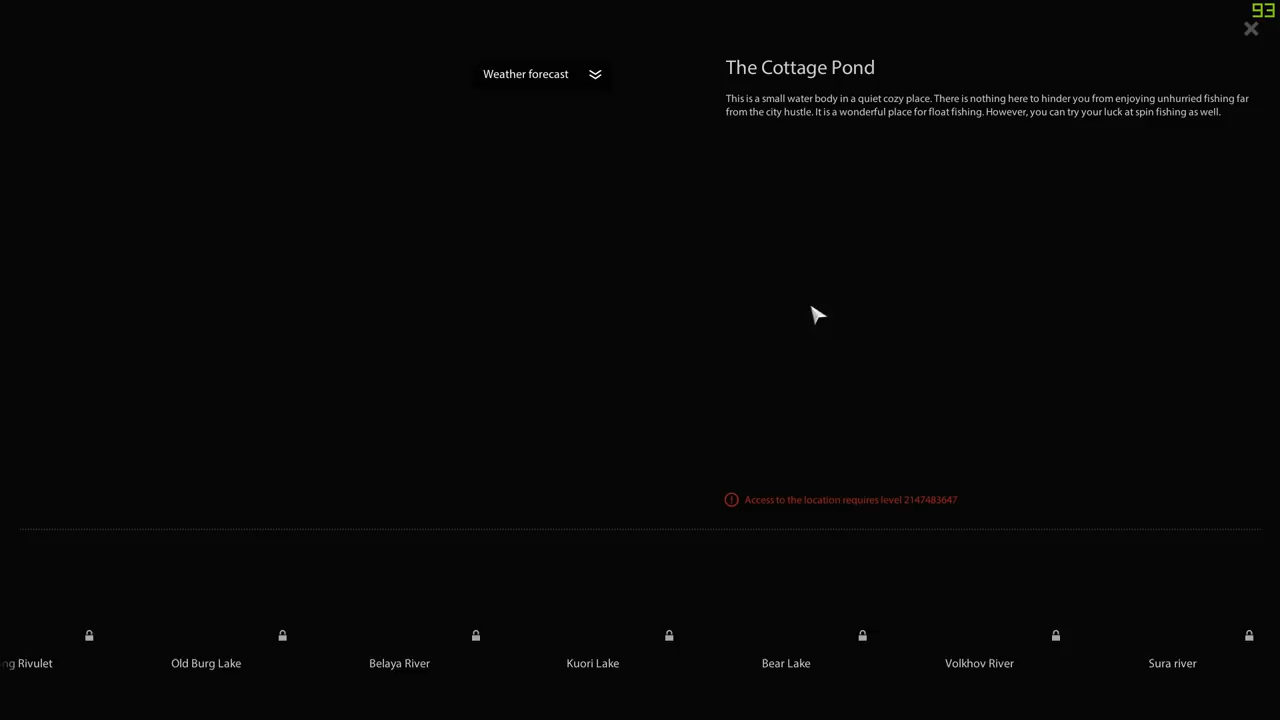 93
Weather forecast
The Cottage Pond
This is a small water body in a quiet cozy place. There is nothing here to hinder you from enjoying unhurried fishing far
from the city hustle. It is a wonderful place for float fishing. However, you can try your luck at spin fishing as well.
Access to the location requires level 2147483647
ng Rivulet
Old Burg Lake
Belaya River
Kuori Lake
Bear Lake
Volkhov River
Sura river